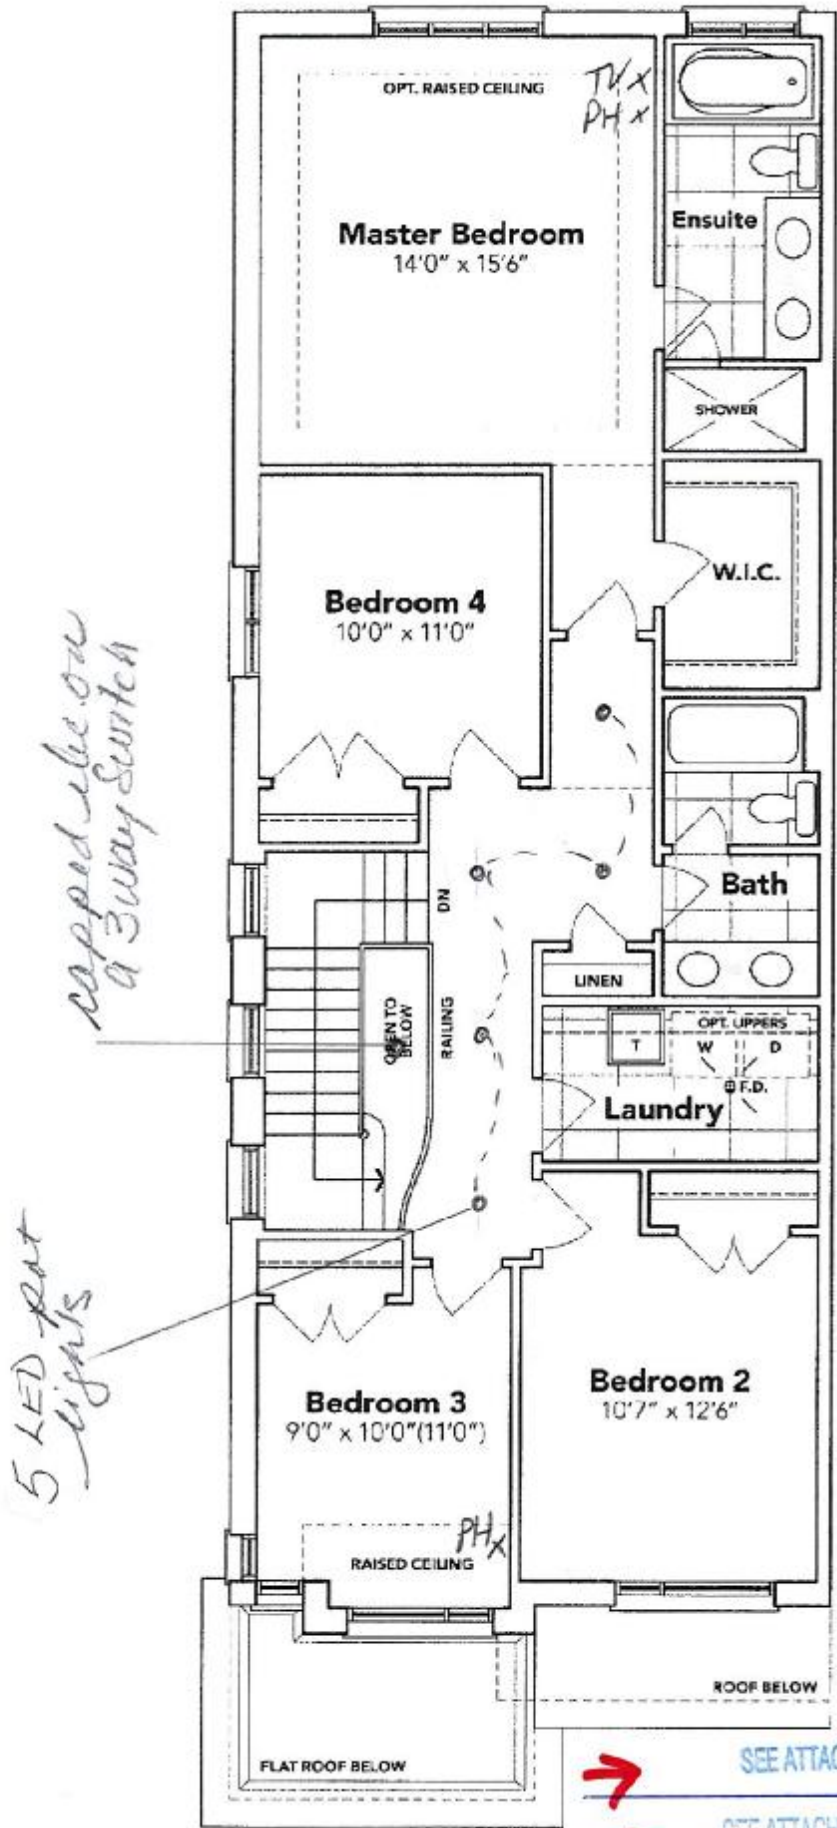 OPT. RAISED CEILING
TV x
PH x
Master Bedroom
14'0" x 15'6"
Ensuite
SHOWER
W.I.C.
Bedroom 4
10'0" x 11'0"
capped elec. on
a 3 way Switch
Bath
DN
LINEN
OPEN TO
BELOW
RAILING
OPT. UPPERS
T
W
D
F.D.
Laundry
5 LED pot
lights
Bedroom 3
9'0" x 10'0"(11'0")
Bedroom 2
10'7" x 12'6"
PH x
RAISED CEILING
ROOF BELOW
FLAT ROOF BELOW
SEE ATTAC
SEE ATTACH